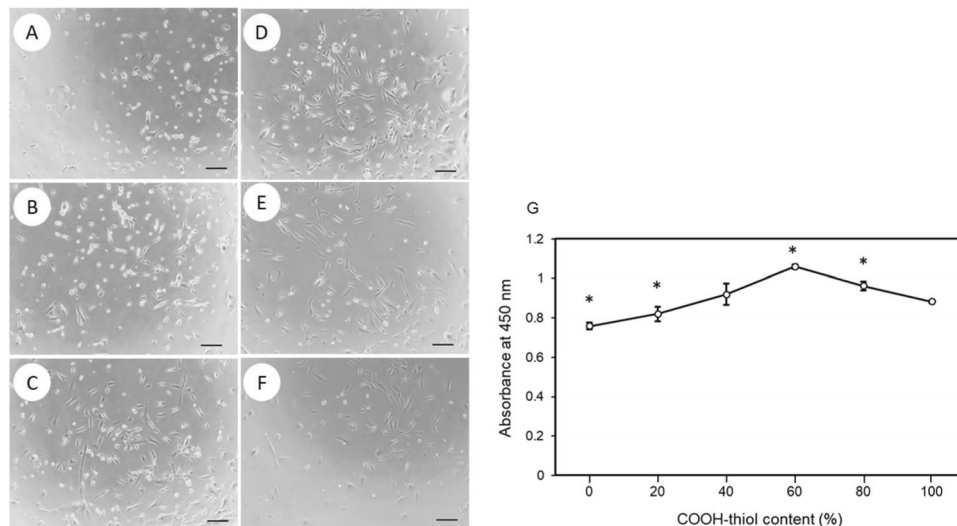 A
D
B
E
C
F
G
Absorbance at 450 nm
1.2
1
0.8
0.6
0.4
0.2
0
* * * *
0 20 40 60 80 100
COOH-thiol content (%)